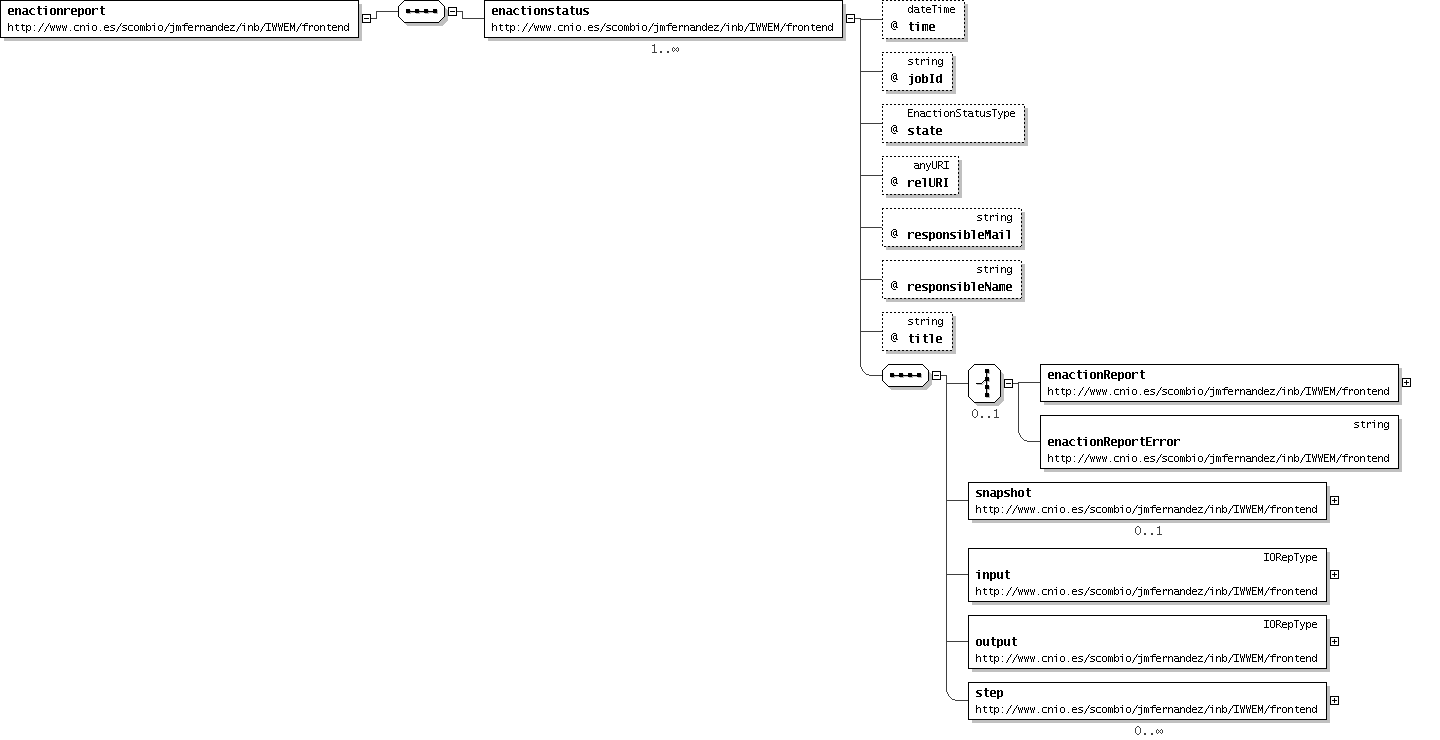 enactionreport
http://www.cnio.es/scombio/jmfernandez/inb/IWWEM/frontend
enactionstatus
http://www.cnio.es/scombio/jmfernandez/inb/IWWEM/frontend
1..∞
dateTime
@ time
string
@ jobId
EnactionStatusType
@ state
anyURI
@ relURI
string
@ responsibleMail
string
@ responsibleName
string
@ title
0..1
enactionReport
http://www.cnio.es/scombio/jmfernandez/inb/IWWEM/frontend
string
enactionReportError
http://www.cnio.es/scombio/jmfernandez/inb/IWWEM/frontend
snapshot
http://www.cnio.es/scombio/jmfernandez/inb/IWWEM/frontend
0..1
IORepType
input
http://www.cnio.es/scombio/jmfernandez/inb/IWWEM/frontend
IORepType
output
http://www.cnio.es/scombio/jmfernandez/inb/IWWEM/frontend
step
http://www.cnio.es/scombio/jmfernandez/inb/IWWEM/frontend
0..∞